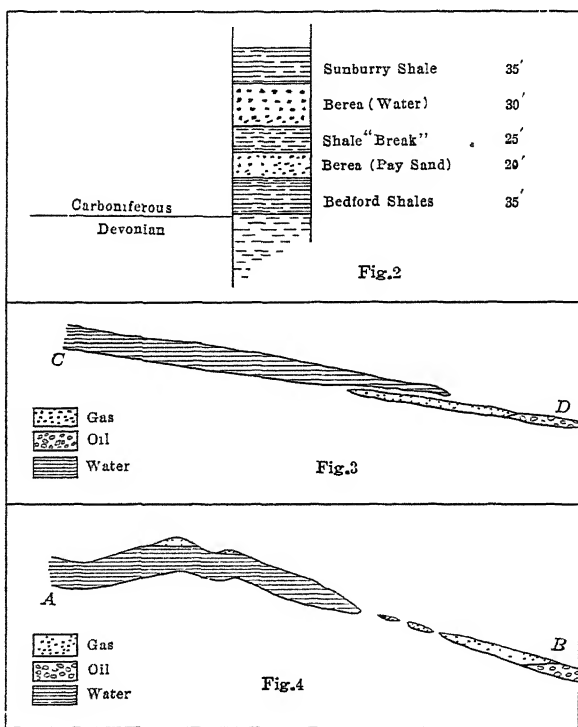 Sunburry Shale 35'
Berea (Water) 30'
Shale "Break" 25'
Berea (Pay Sand) 20'
Bedford Shales 35'
Carboniferous
Devonian
Fig.2
C
D
Gas
Oil
Water
Fig.3
A
B
Gas
Oil
Water
Fig.4